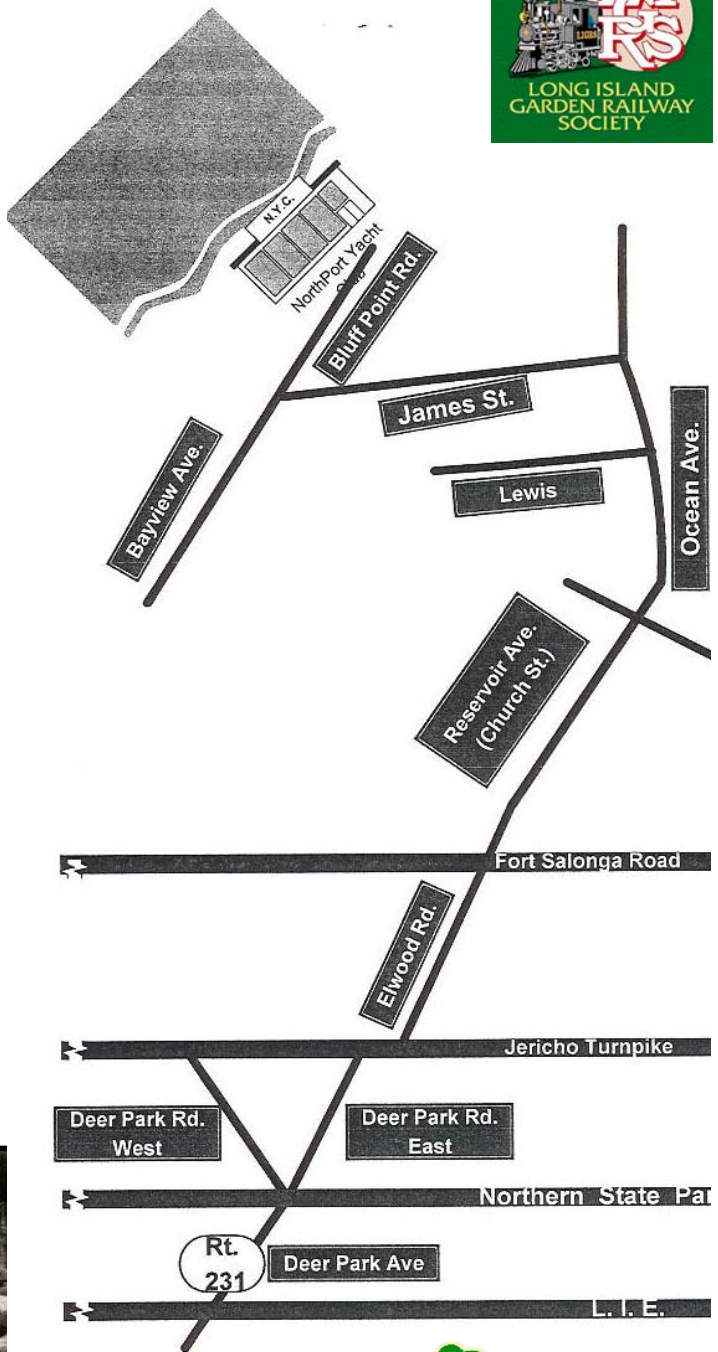 LIGRS
RS
LONG ISLAND
GARDEN RAILWAY
SOCIETY
N.Y.C.
NorthPort Yacht
Bluff Point Rd.
James St.
Bayview Ave.
Lewis
Ocean Ave.
Reservoir Ave.
(Church St.)
Fort Salonga Road
Elwood Rd.
Jericho Turnpike
Deer Park Rd.
West
Deer Park Rd.
East
Northern State Par
Rt.
231
Deer Park Ave
L. I. E.